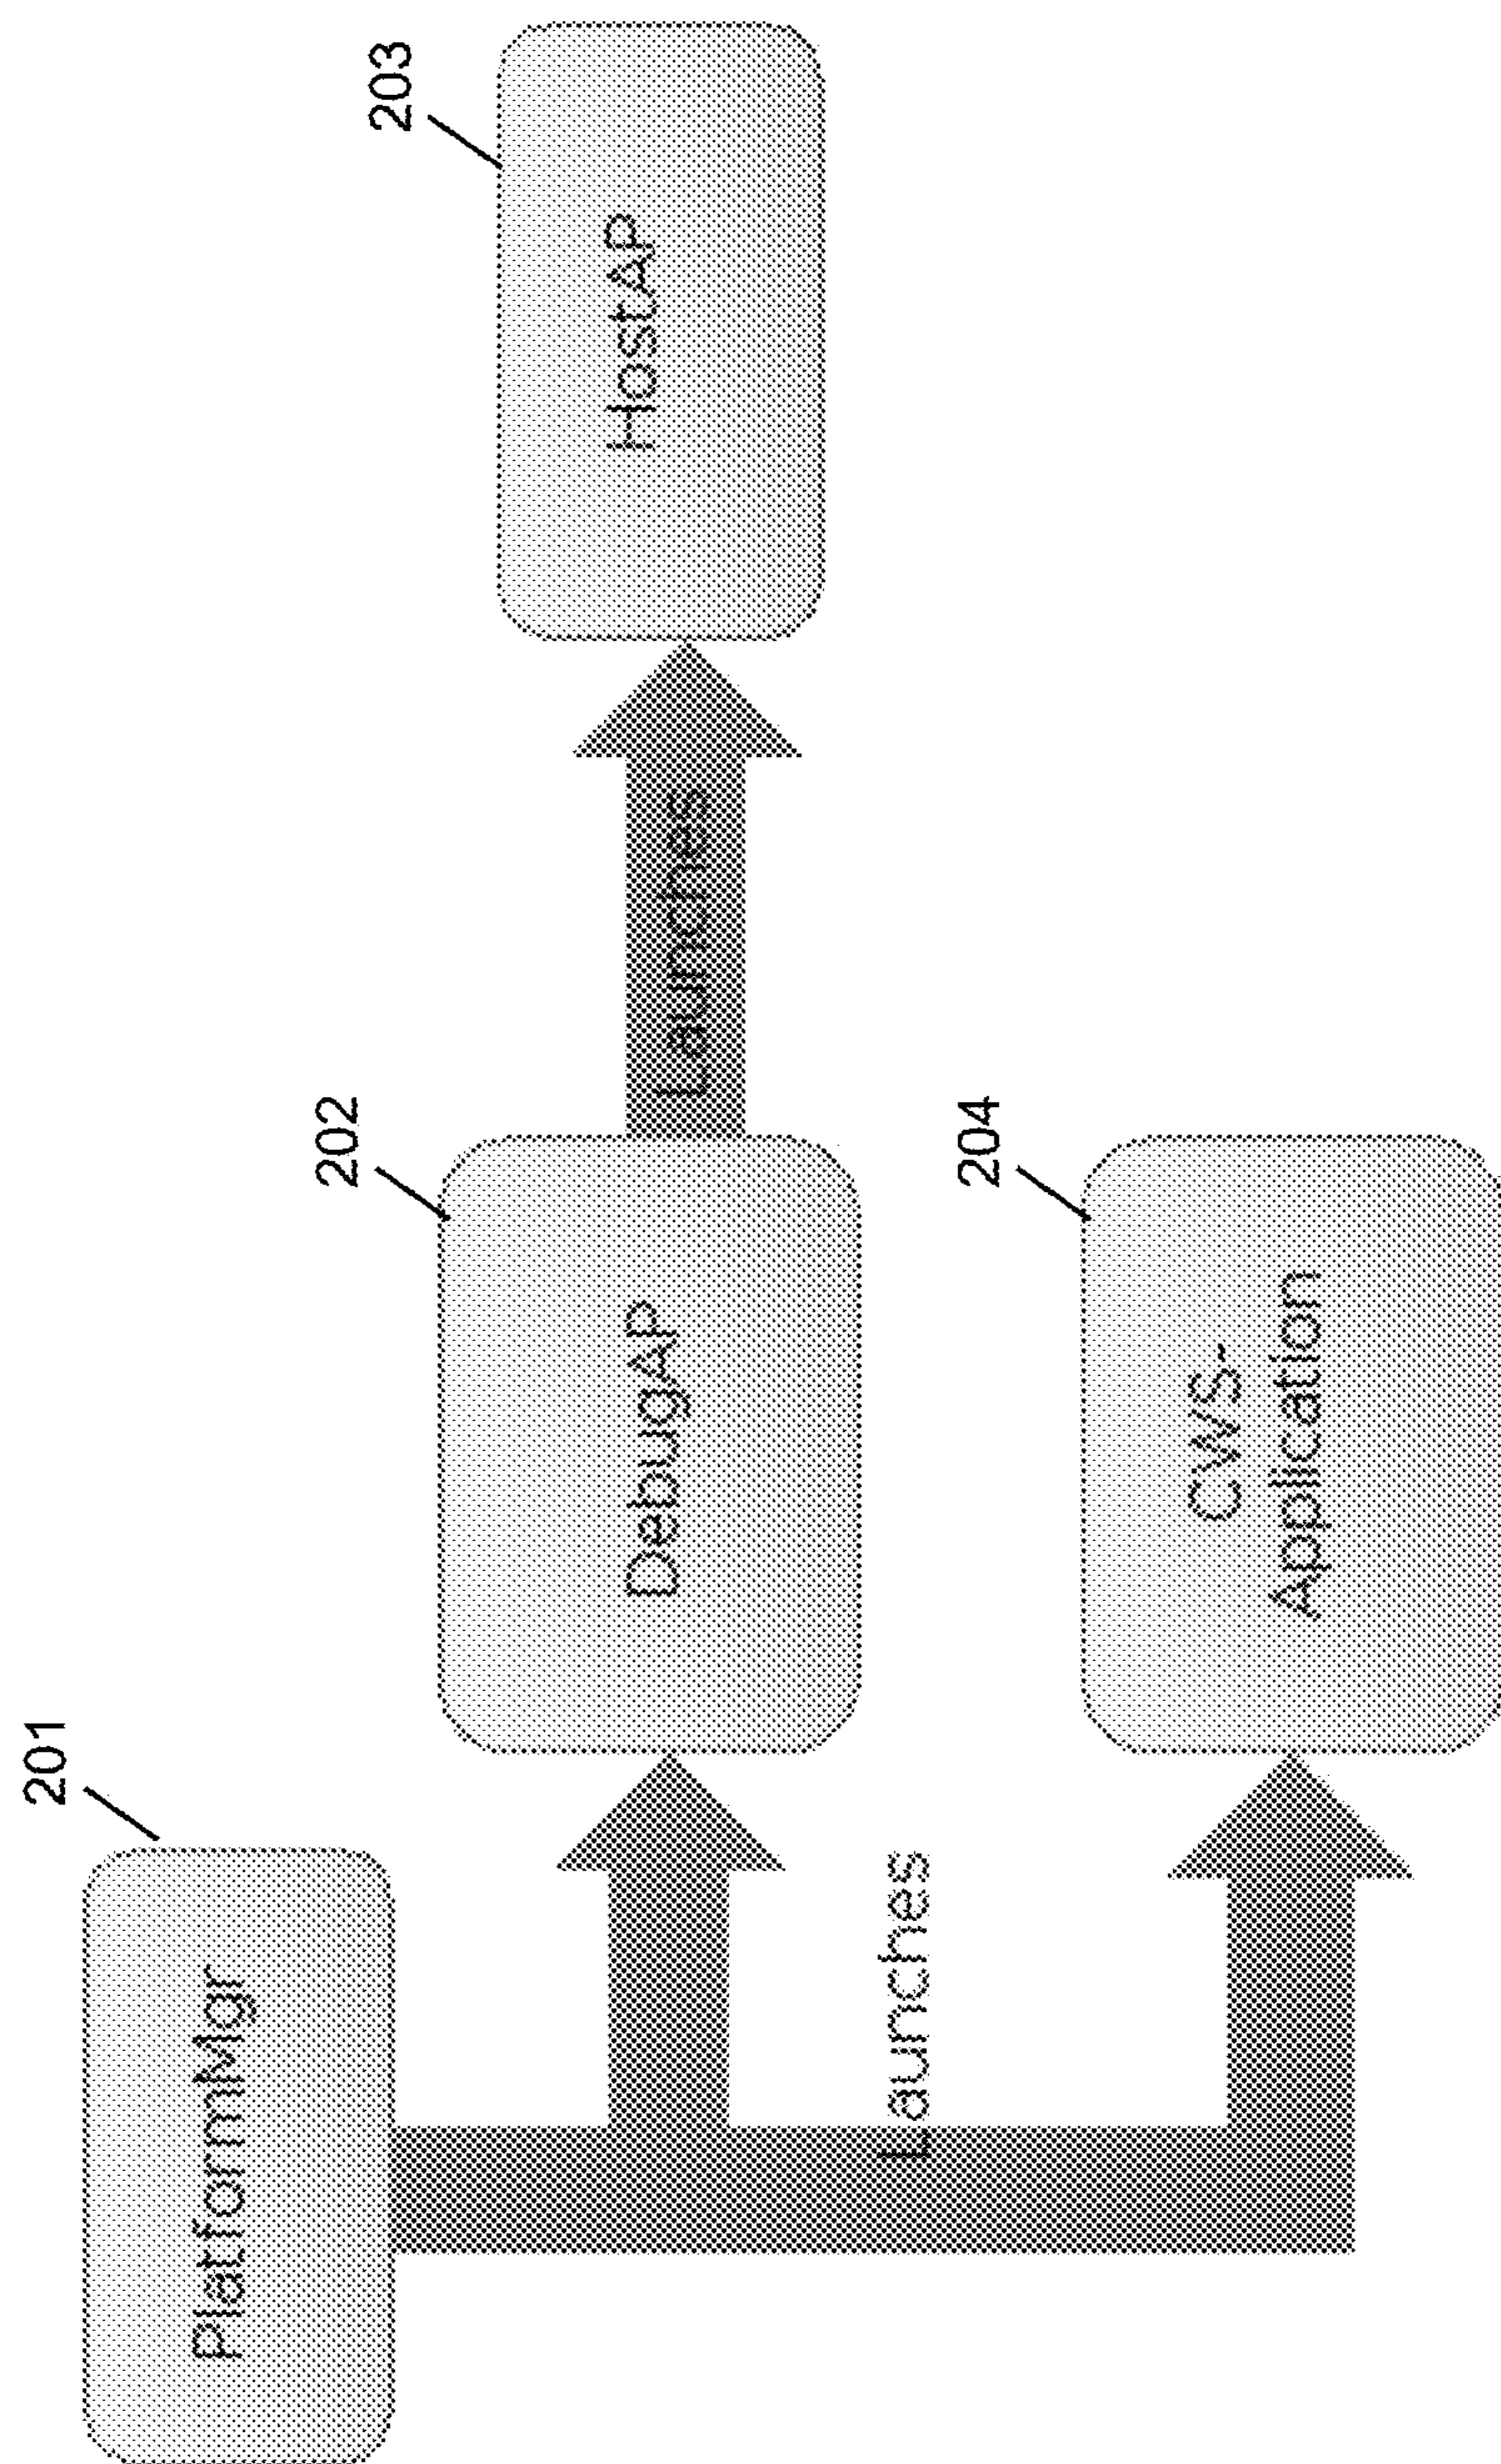 201
PlatformMgr
202
DebugAP
Launches
203
HostAP
Launches
204
CWS-
Application